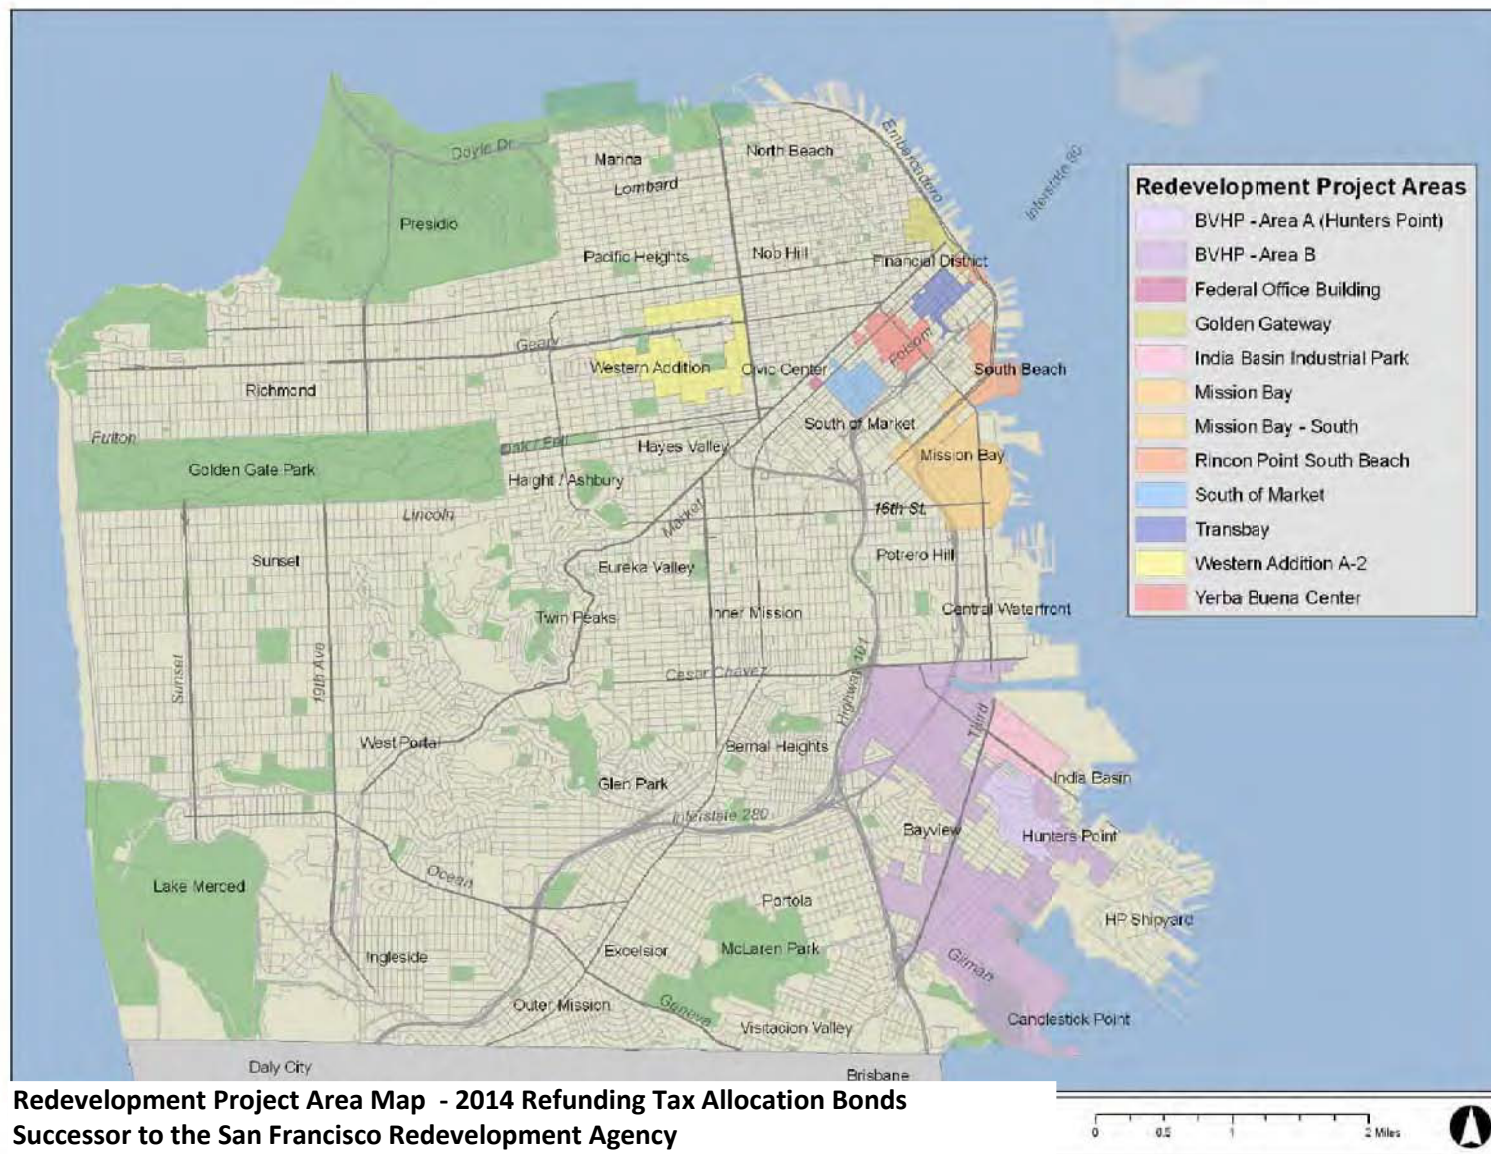 Embarcadero
Interstate 80
Doyle Dr
Marina
North Beach
Lombard
Presidio
Pacific Heights
Nob Hill
Financial District
Geary
Western Addition
Civic Center
Folsom
South Beach
Richmond
South of Market
Fulton
Oak / Fell
Hayes Valley
Mission Bay
Golden Gate Park
Haight / Ashbury
Lincoln
Market
16th St.
Sunset
Eureka Valley
Potrero Hill
Twin Peaks
Inner Mission
Central Waterfront
Sunset
19th Ave
Cesar Chavez
Highway 101
Third
West Portal
Bernal Heights
Glen Park
India Basin
Interstate 280
Bayview
Hunters Point
Lake Merced
Ocean
Portola
HP Shipyard
Ingleside
Excelsior
McLaren Park
Gilman
Outer Mission
Geneva
Visitacion Valley
Candlestick Point
Daly City
Brisbane
Redevelopment Project Areas
BVHP - Area A (Hunters Point)
BVHP - Area B
Federal Office Building
Golden Gateway
India Basin Industrial Park
Mission Bay
Mission Bay - South
Rincon Point South Beach
South of Market
Transbay
Western Addition A-2
Yerba Buena Center
Redevelopment Project Area Map - 2014 Refunding Tax Allocation Bonds
Successor to the San Francisco Redevelopment Agency
0 0.5 1 2 Miles